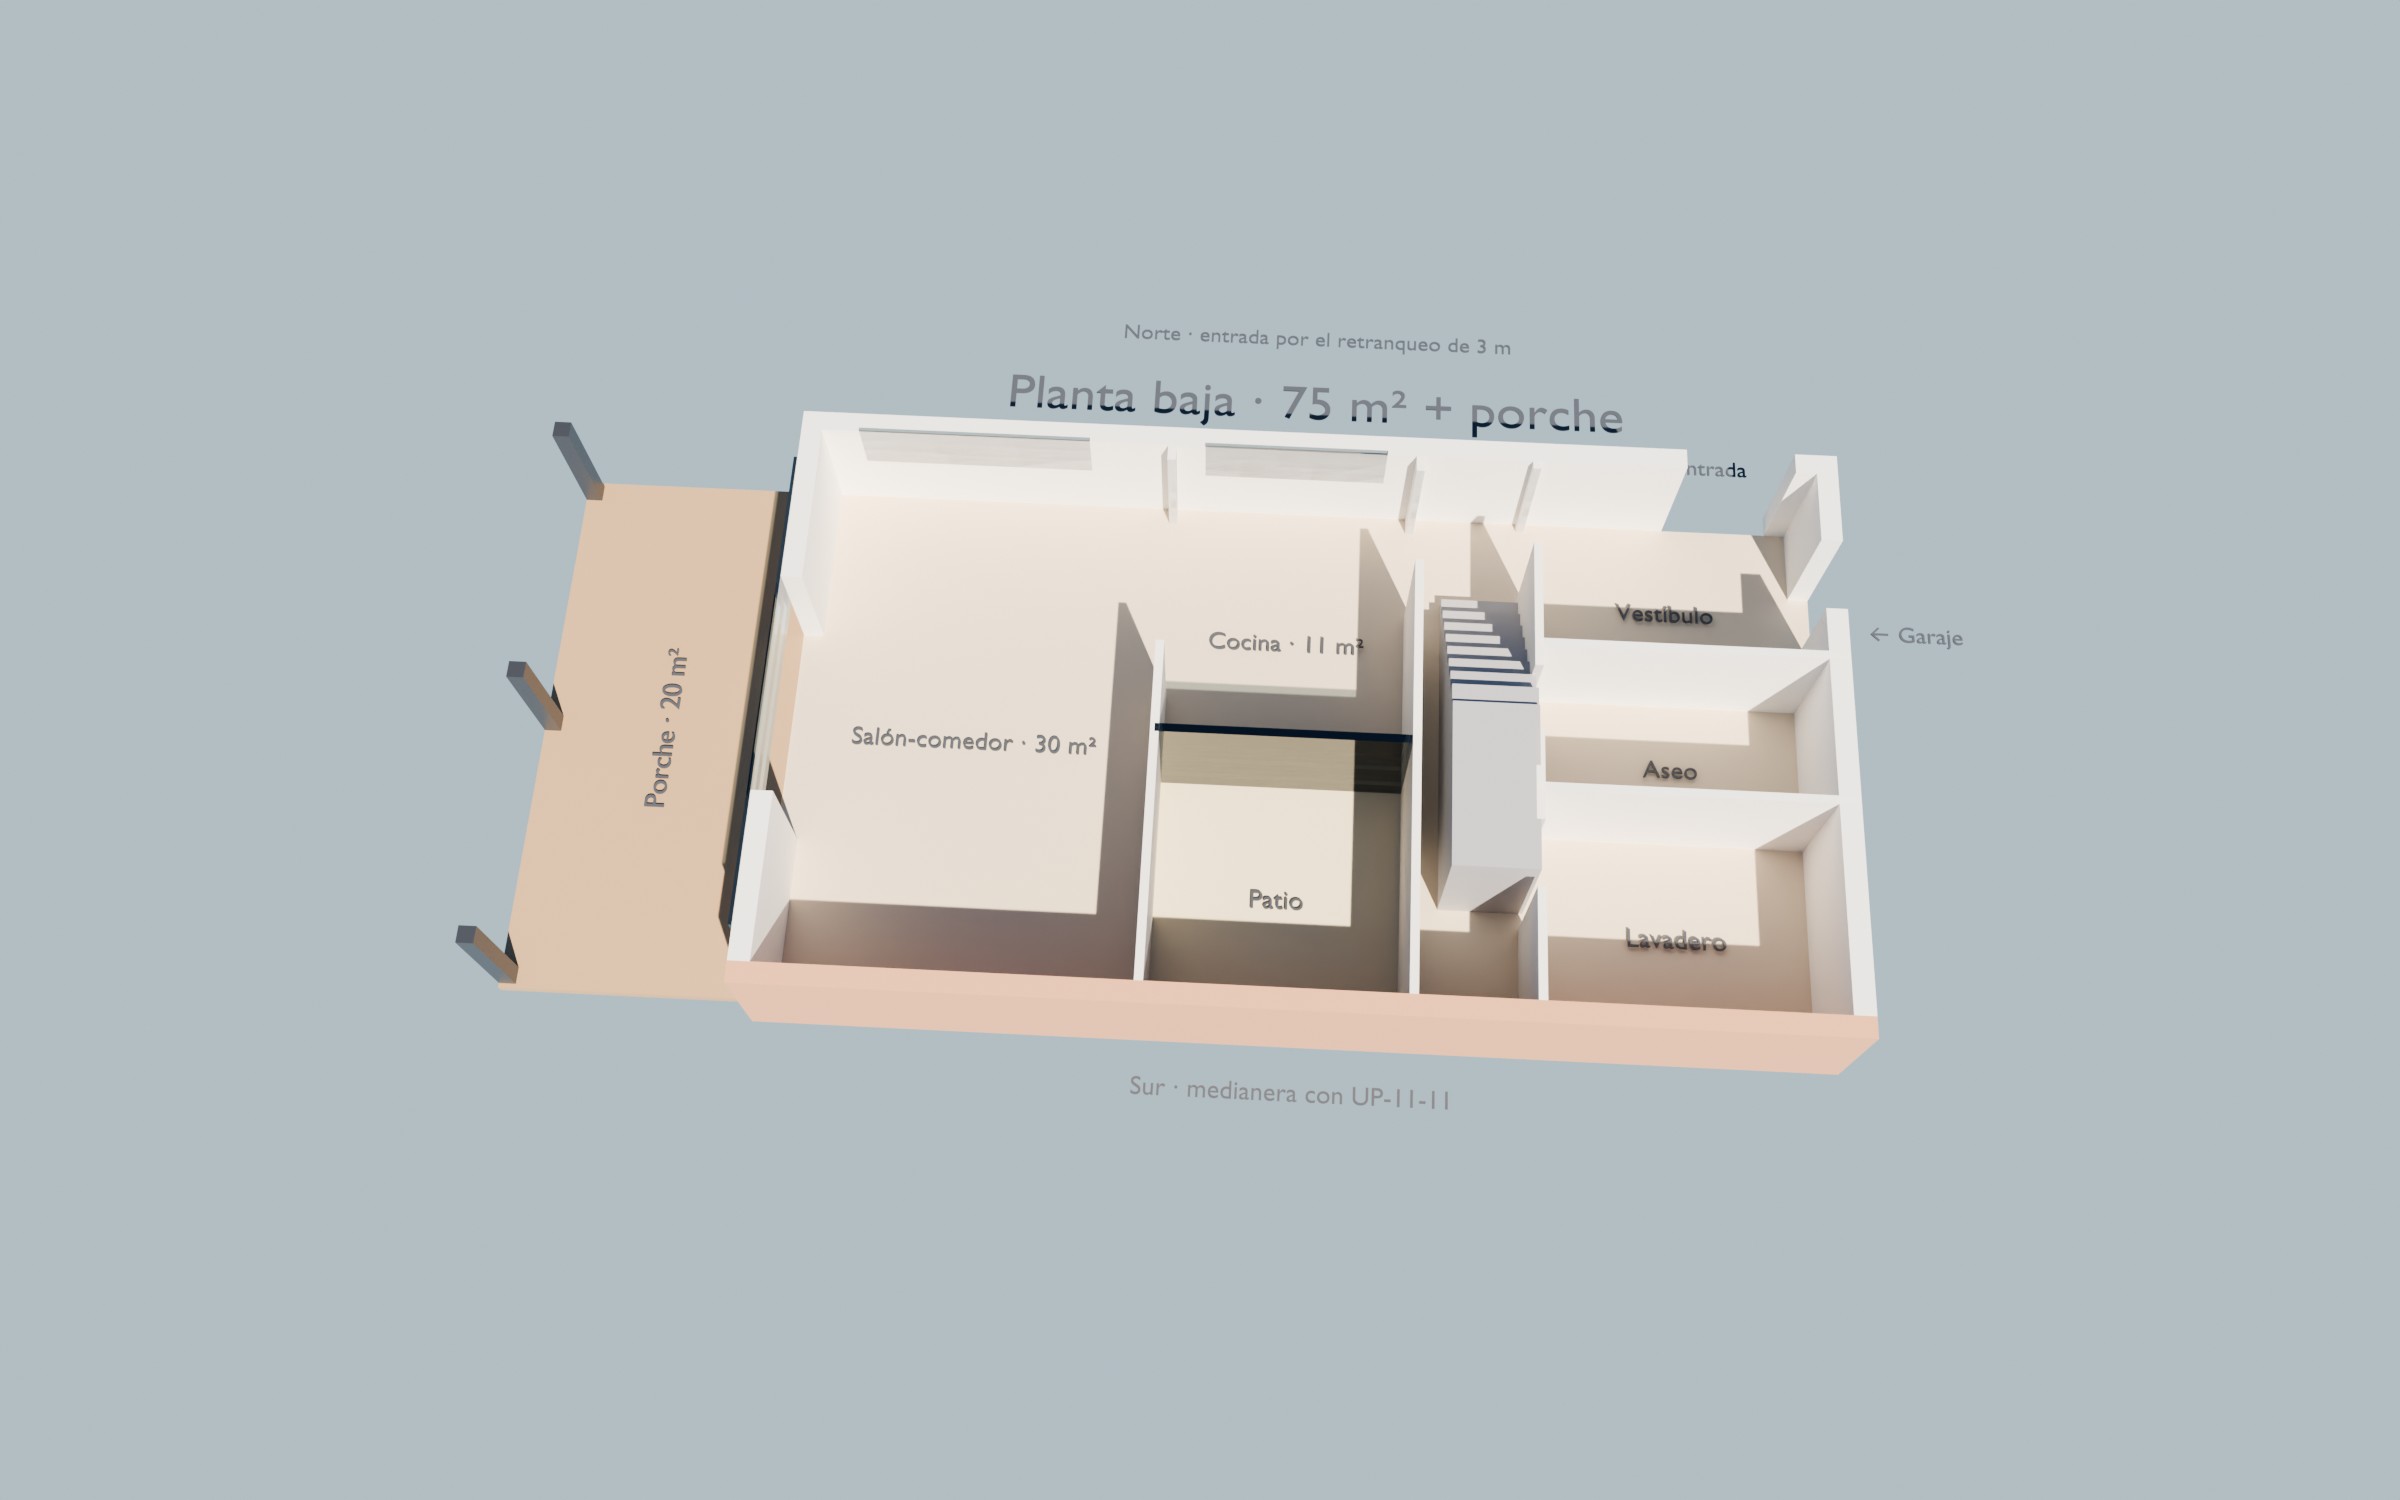 Norte · entrada por el retranqueo de 3 m
Planta baja · 75 m² + porche
ntrada
Vestíbulo
← Garaje
Cocina · 11 m²
Porche · 20 m²
Salón-comedor · 30 m²
Aseo
Patio
Lavadero
Sur · medianera con UP-11-11